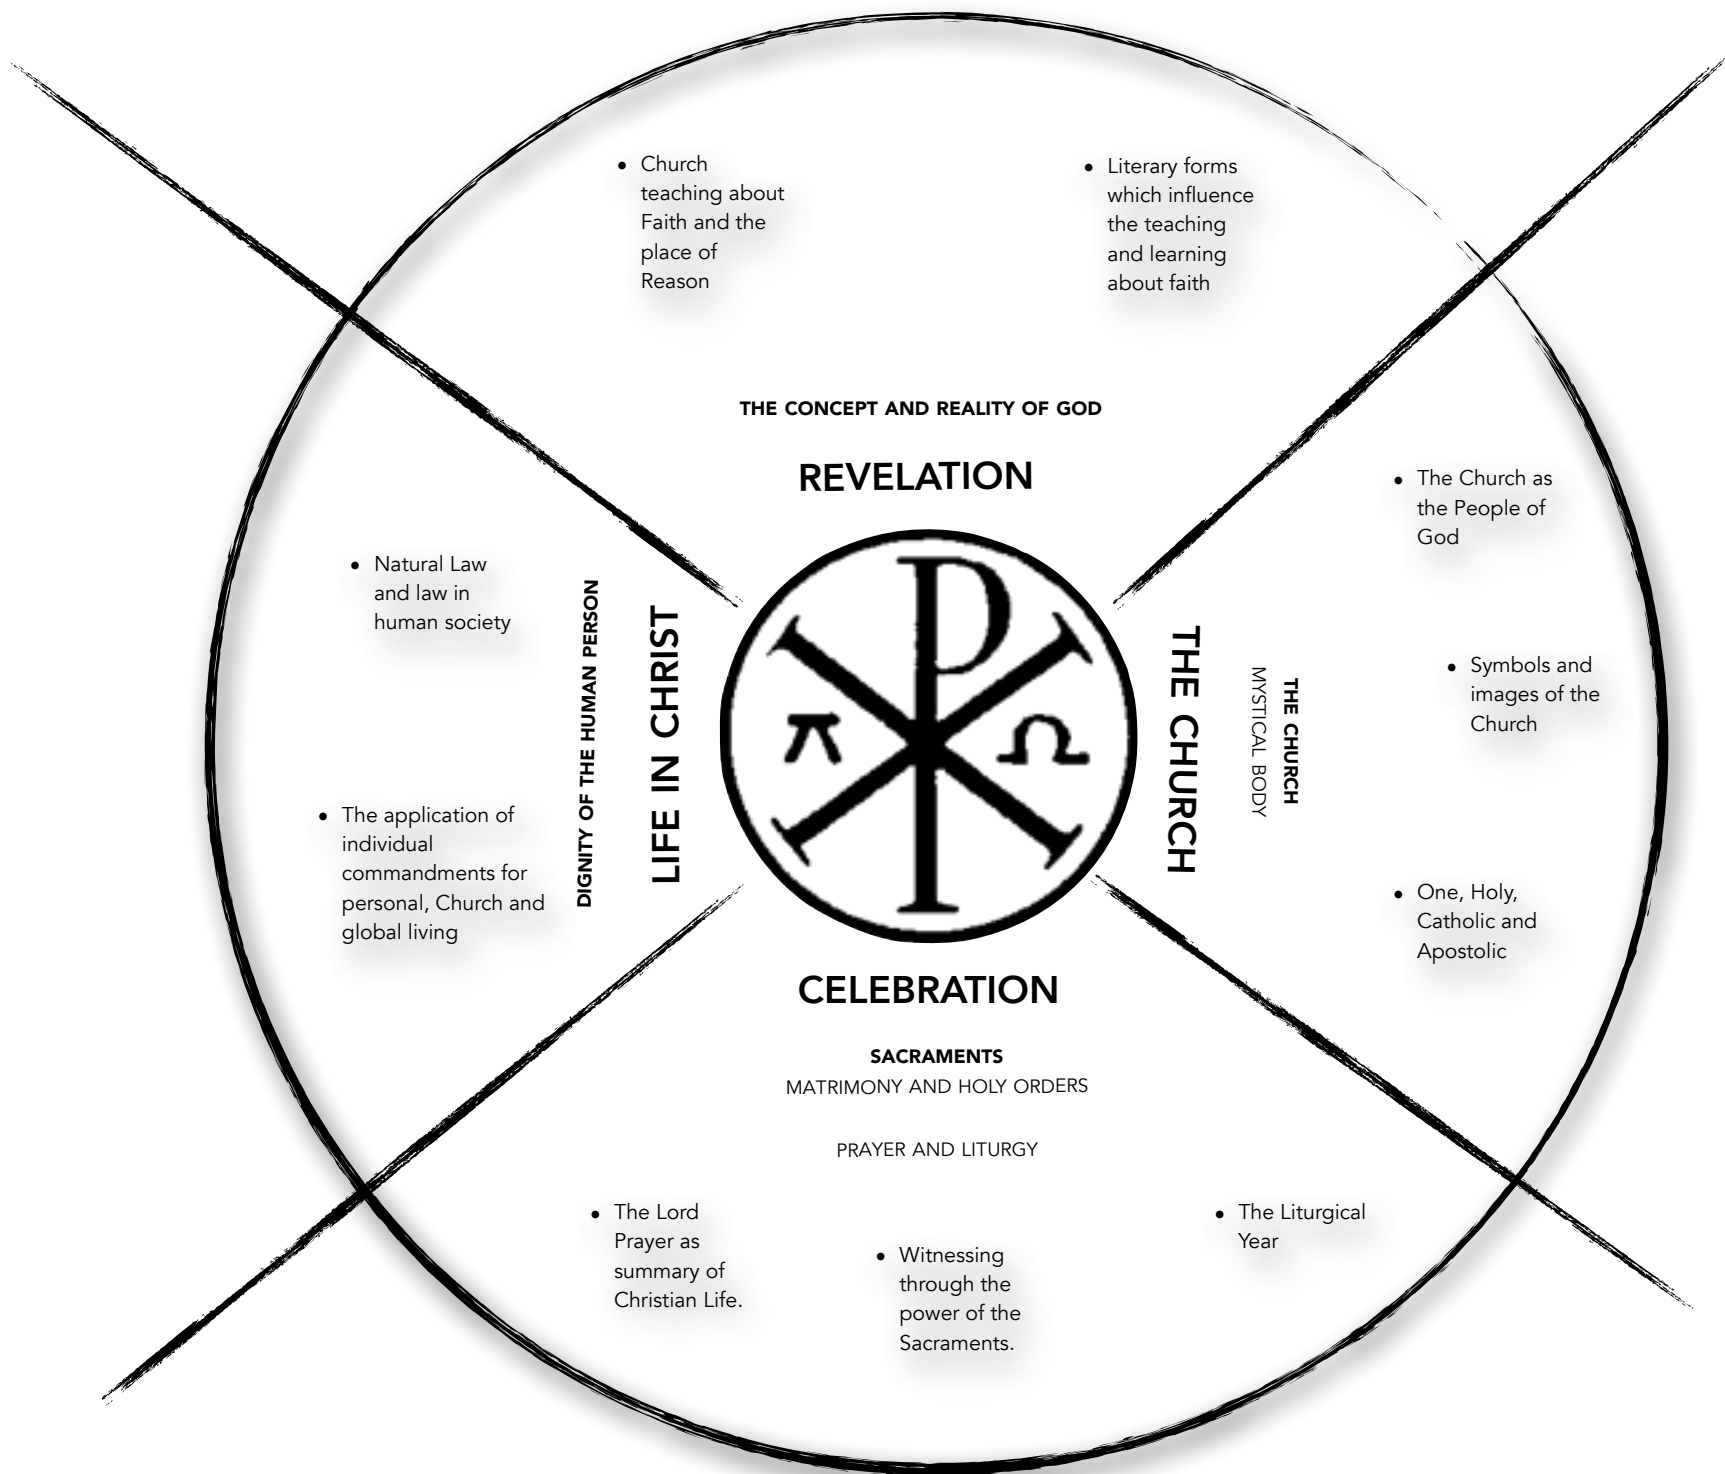 Church
teaching about
Faith and the
place of
Reason
Literary forms
which influence
the teaching
and learning
about faith
THE CONCEPT AND REALITY OF GOD
REVELATION
The Church as
the People of
God
Symbols and
images of the
Church
One, Holy,
Catholic and
Apostolic
THE CHURCH
THE CHURCH
MYSTICAL BODY
Natural Law
and law in
human society
The application of
individual
commandments for
personal, Church and
global living
DIGNITY OF THE HUMAN PERSON
LIFE IN CHRIST
Ρ
Ω
CELEBRATION
SACRAMENTS
MATRIMONY AND HOLY ORDERS
PRAYER AND LITURGY
The Lord
Prayer as
summary of
Christian Life.
Witnessing
through the
power of the
Sacraments.
The Liturgical
Year